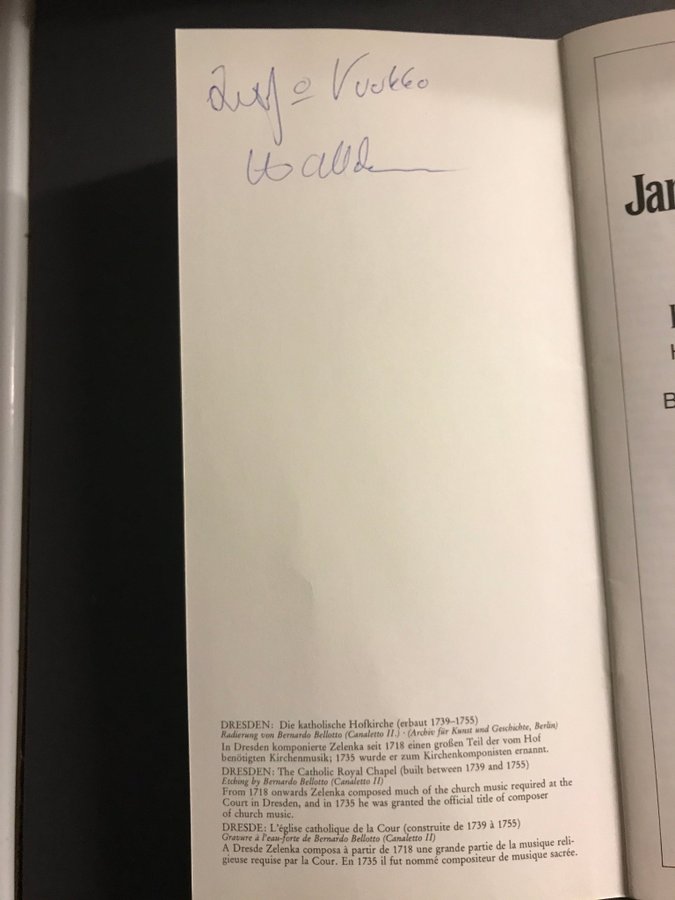 Vuokko
DRESDEN: Die katholische Hofkirche (erbaut 1739–1755)
Radierung von Bernardo Bellotto (Canaletto II.) · (Archiv für Kunst und Geschichte, Berlin)
In Dresden komponierte Zelenka seit 1718 einen großen Teil der vom Hof
benötigten Kirchenmusik; 1735 wurde er zum Kirchenkomponisten ernannt.
DRESDEN: The Catholic Royal Chapel (built between 1739 and 1755)
Etching by Bernardo Bellotto (Canaletto II)
From 1718 onwards Zelenka composed much of the church music required at the
Court in Dresden, and in 1735 he was granted the official title of composer
of church music.
DRESDE: L'église catholique de la Cour (construite de 1739 à 1755)
Gravure à l'eau-forte de Bernardo Bellotto (Canaletto II)
A Dresde Zelenka composa à partir de 1718 une grande partie de la musique reli-
gieuse requise par la Cour. En 1735 il fut nommé compositeur de musique sacrée.
Jan